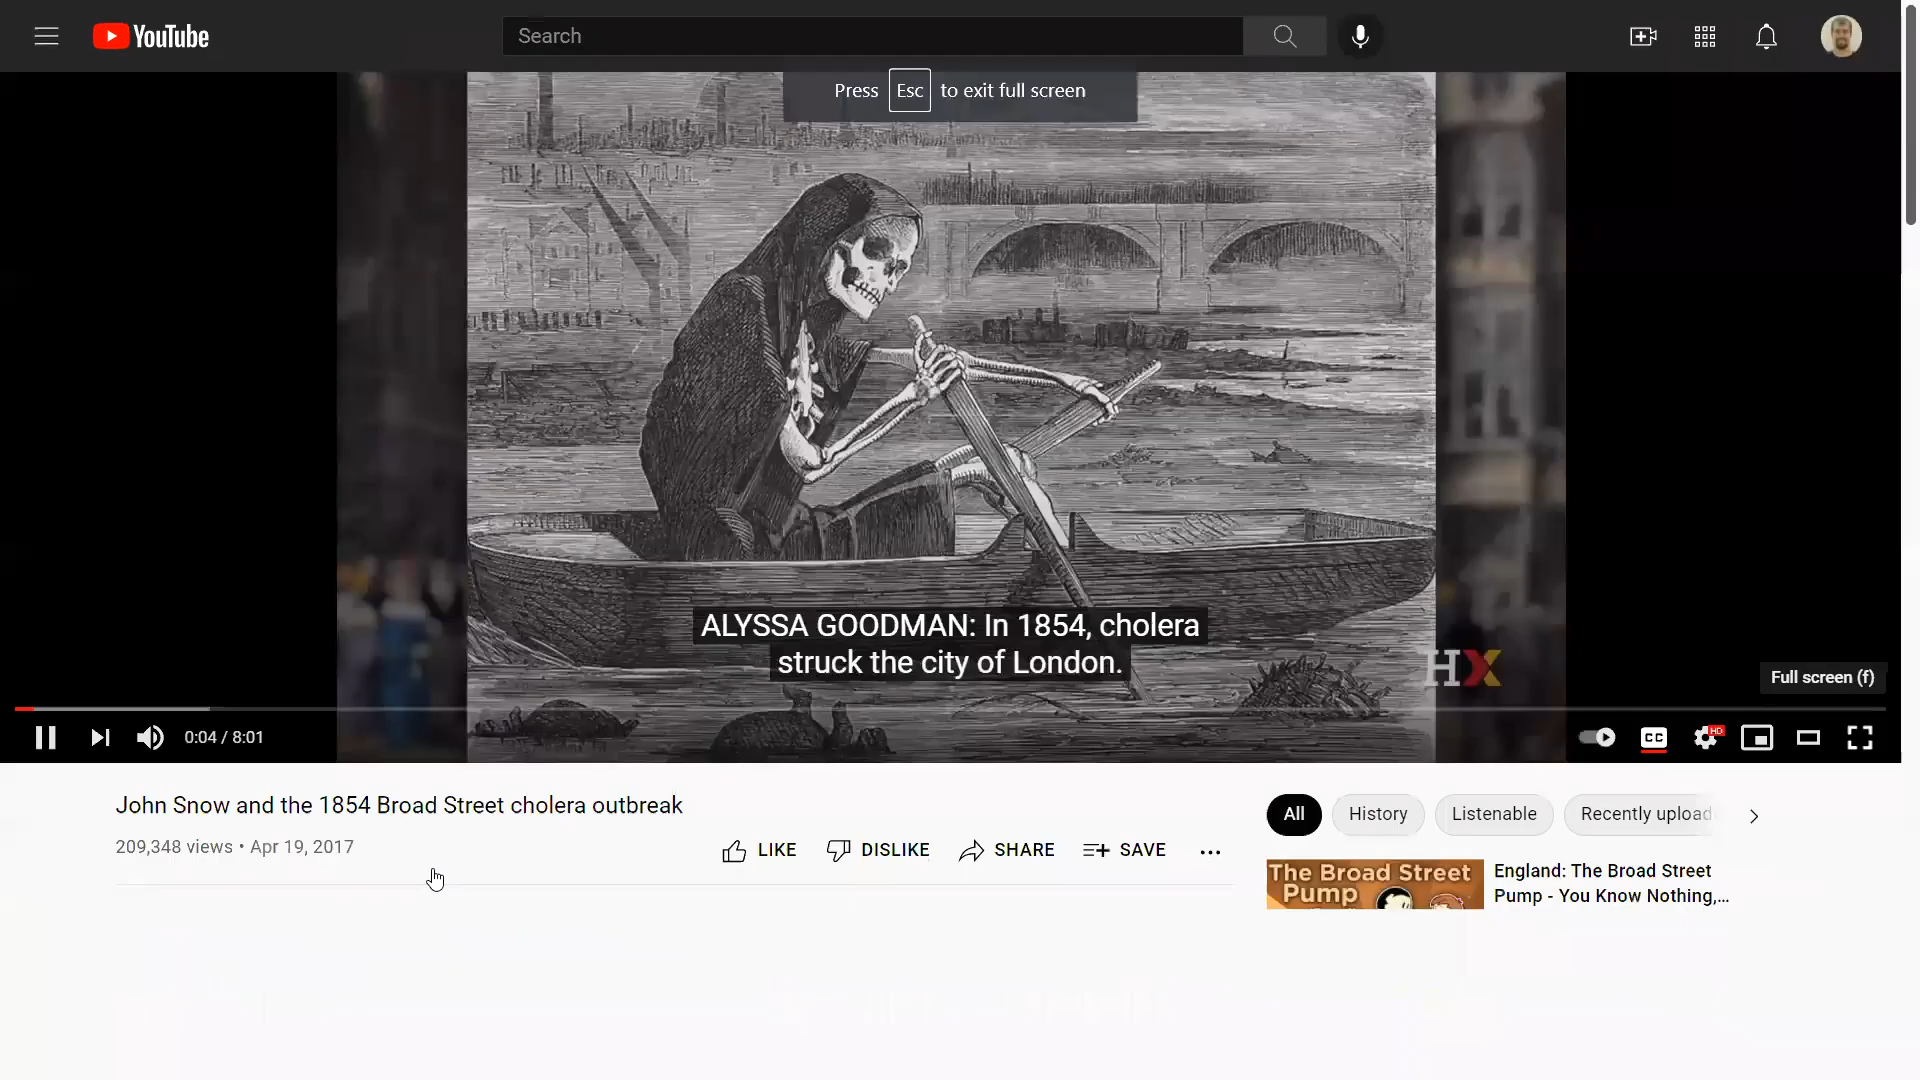 YouTube
Search
Press Esc to exit full screen
ALYSSA GOODMAN: In 1854, cholera
struck the city of London.
HX
Full screen (f)
0:04 / 8:01
CC
HD
John Snow and the 1854 Broad Street cholera outbreak
209,348 views • Apr 19, 2017
LIKE
DISLIKE
SHARE
SAVE
All
History
Listenable
Recently upload
The Broad Street
Pump
England: The Broad Street
Pump - You Know Nothing,...